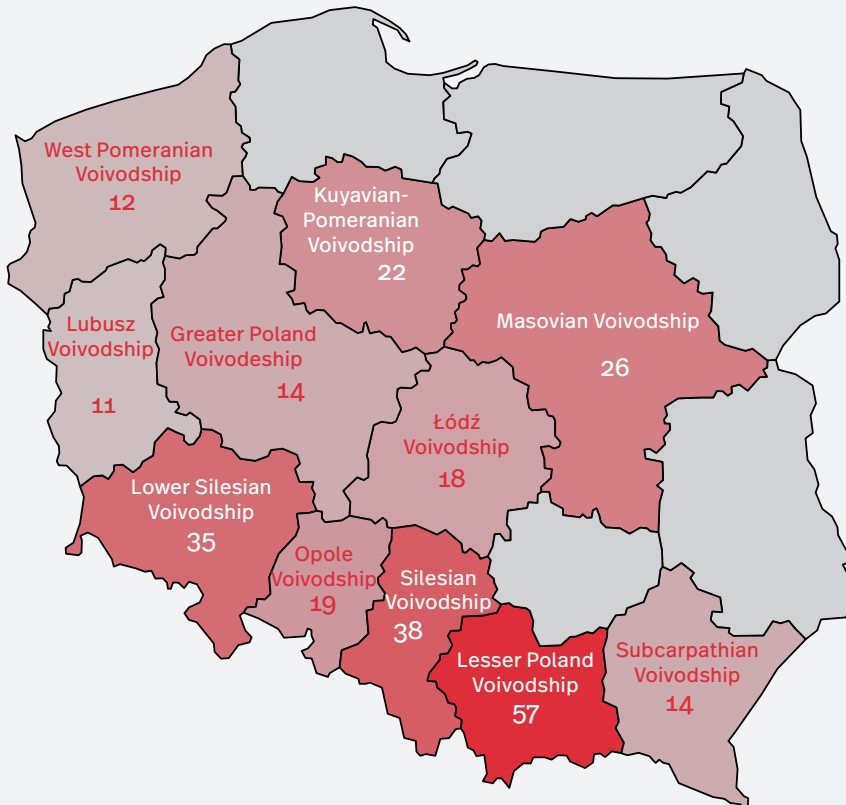 West Pomeranian
Voivodship
12
Kuyavian-
Pomeranian
Voivodship
22
Masovian Voivodship
26
Lubusz
Voivodship
11
Greater Poland
Voivodeship
14
Łódź
Voivodship
18
Lower Silesian
Voivodship
35
Opole
Voivodship
19
Silesian
Voivodship
38
Lesser Poland
Voivodship
57
Subcarpathian
Voivodship
14